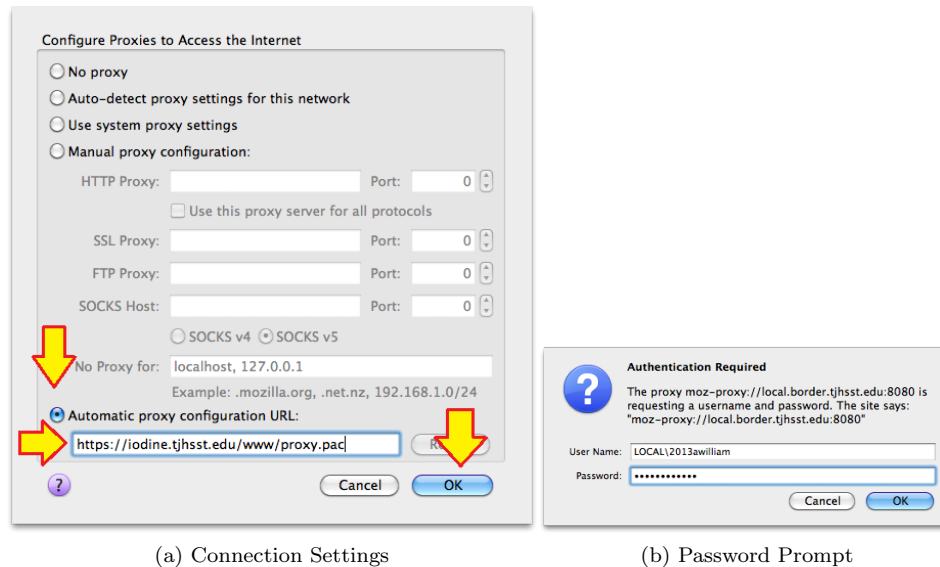 Configure Proxies to Access the Internet
No proxy
Auto-detect proxy settings for this network
Use system proxy settings
Manual proxy configuration:
HTTP Proxy: Port: 0
Use this proxy server for all protocols
SSL Proxy: Port: 0
FTP Proxy: Port: 0
SOCKS Host: Port: 0
SOCKS v4 SOCKS v5
No Proxy for: localhost, 127.0.0.1
Example: .mozilla.org, .net.nz, 192.168.1.0/24
Automatic proxy configuration URL:
https://iodine.tjhsst.edu/www/proxy.pac
? Cancel OK
(a) Connection Settings
?
Authentication Required
The proxy moz-proxy://local.border.tjhsst.edu:8080 is
requesting a username and password. The site says:
"moz-proxy://local.border.tjhsst.edu:8080"
User Name: LOCAL\2013awilliam
Password: ••••••••••••
Cancel OK
(b) Password Prompt